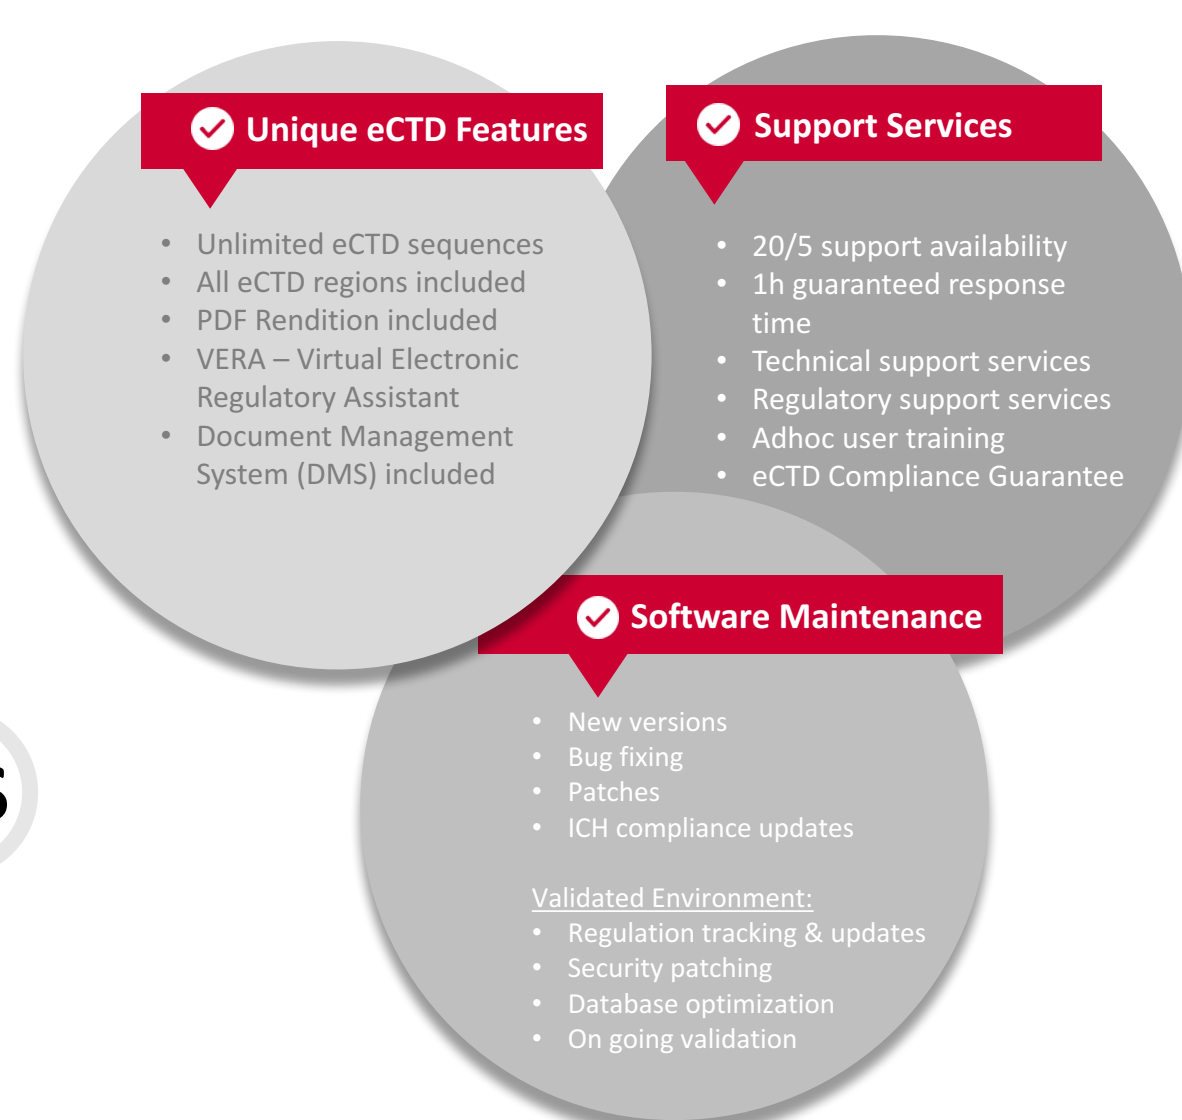 Unique eCTD Features
• Unlimited eCTD sequences
• All eCTD regions included
• PDF Rendition included
• VERA – Virtual Electronic
Regulatory Assistant
• Document Management
System (DMS) included
Support Services
• 20/5 support availability
• 1h guaranteed response
time
• Technical support services
• Regulatory support services
• Adhoc user training
• eCTD Compliance Guarantee
Software Maintenance
• New versions
• Bug fixing
• Patches
• ICH compliance updates
Validated Environment:
• Regulation tracking & updates
• Security patching
• Database optimization
• On going validation